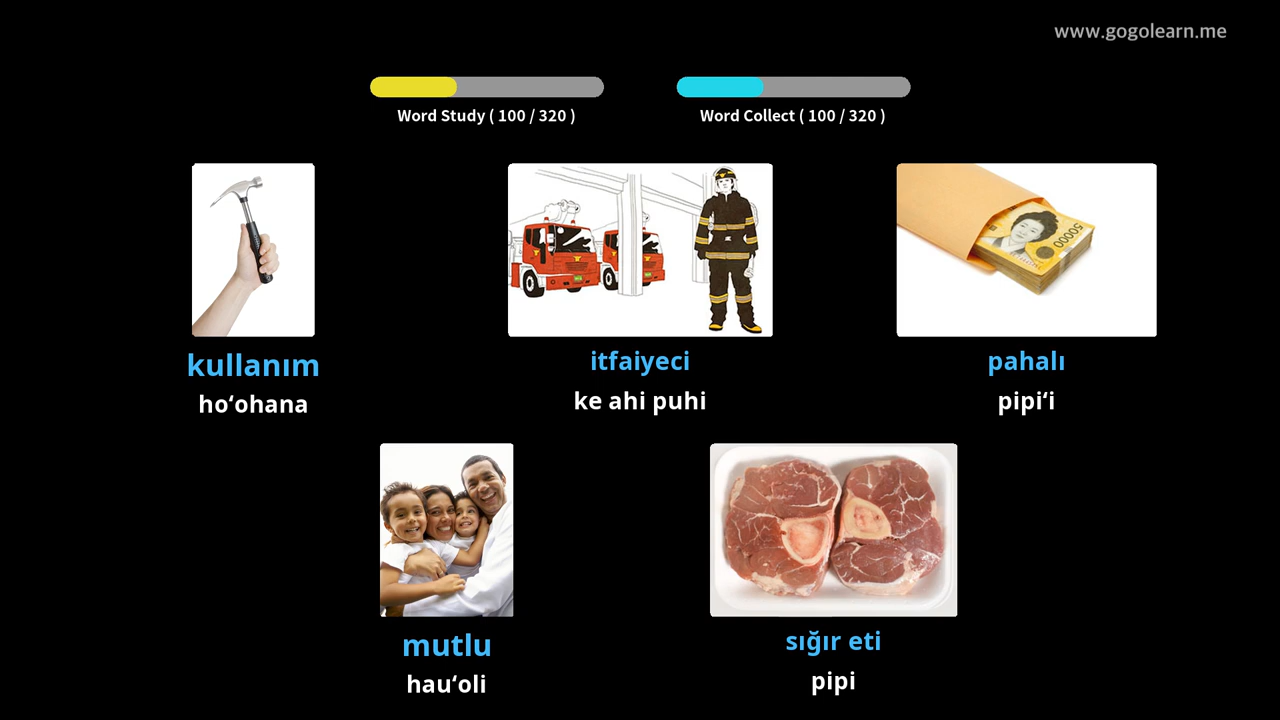 www.gogolearn.me
Word Study ( 100 / 320 )
Word Collect ( 100 / 320 )
kullanım
hoʻohana
itfaiyeci
ke ahi puhi
pahalı
pipiʻi
50000
mutlu
hauʻoli
sığır eti
pipi